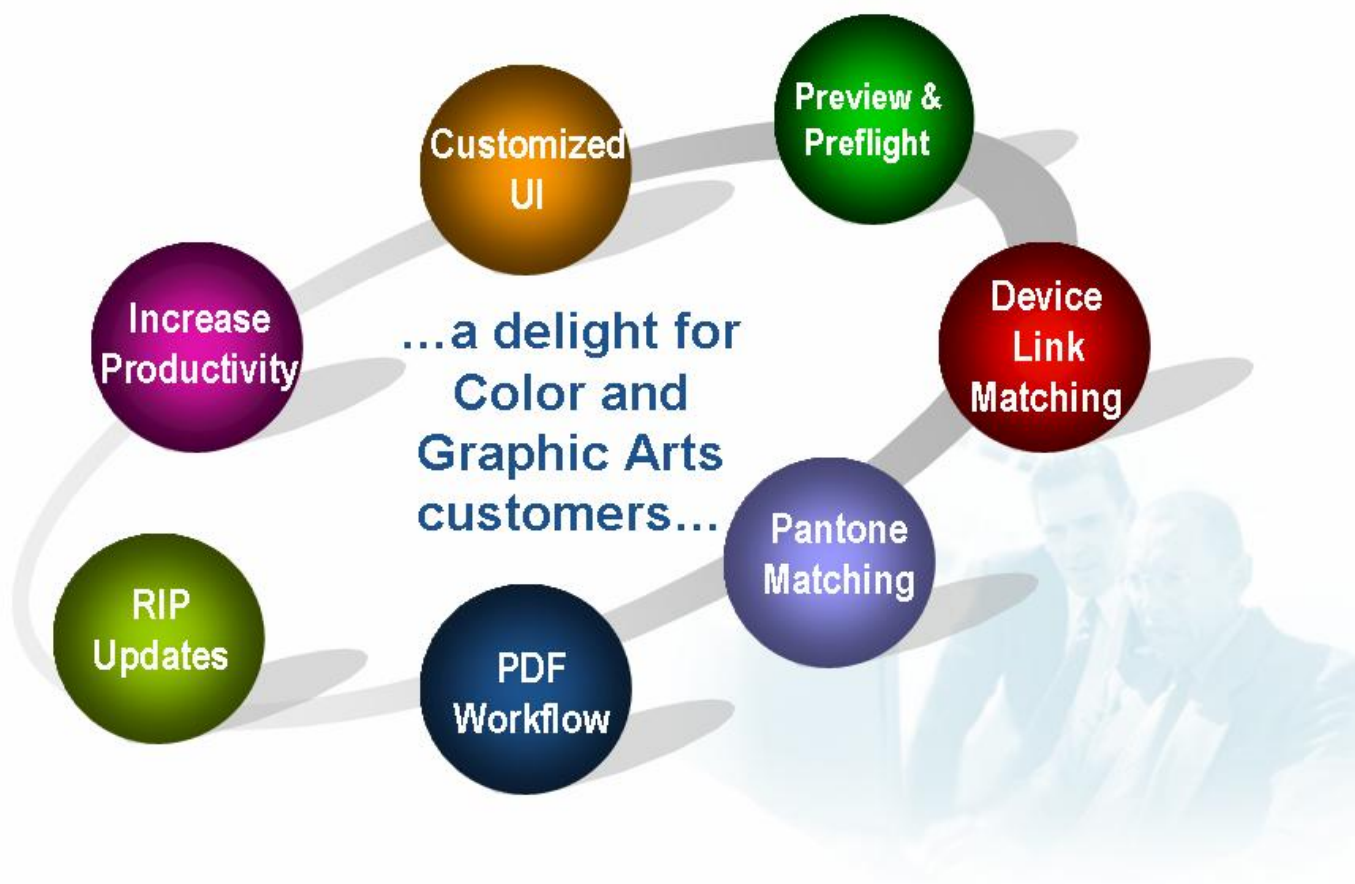 Preview &
Preflight
Customized
UI
Device
Link
Matching
Increase
Productivity
…a delight for
Color and
Graphic Arts
customers…
Pantone
Matching
RIP
Updates
PDF
Workflow